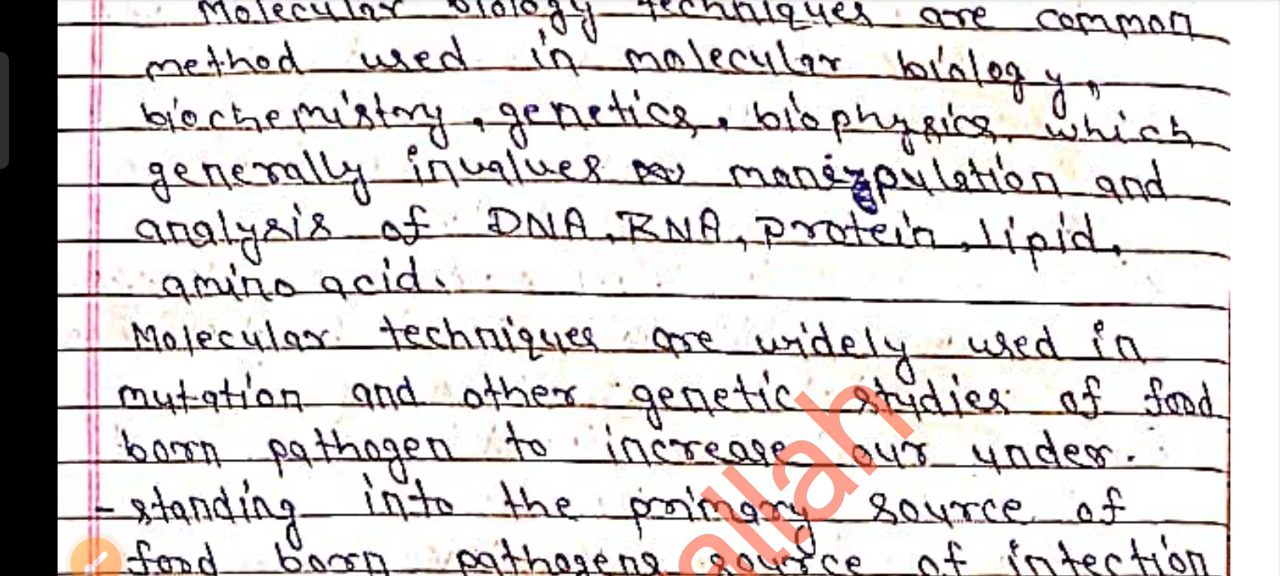 Molecular biology techniques are common
method used in molecular biology,
biochemistry, genetics, biophysics which
generally invalves manipulation and
analysis of DNA, RNA, protein, lipid,
amino acid.
Molecular techniques are widely used in
mutation and other genetic studies of food
born pathogen to increase our under-
-standing into the primary source of
food born pathogens source of infection
allah